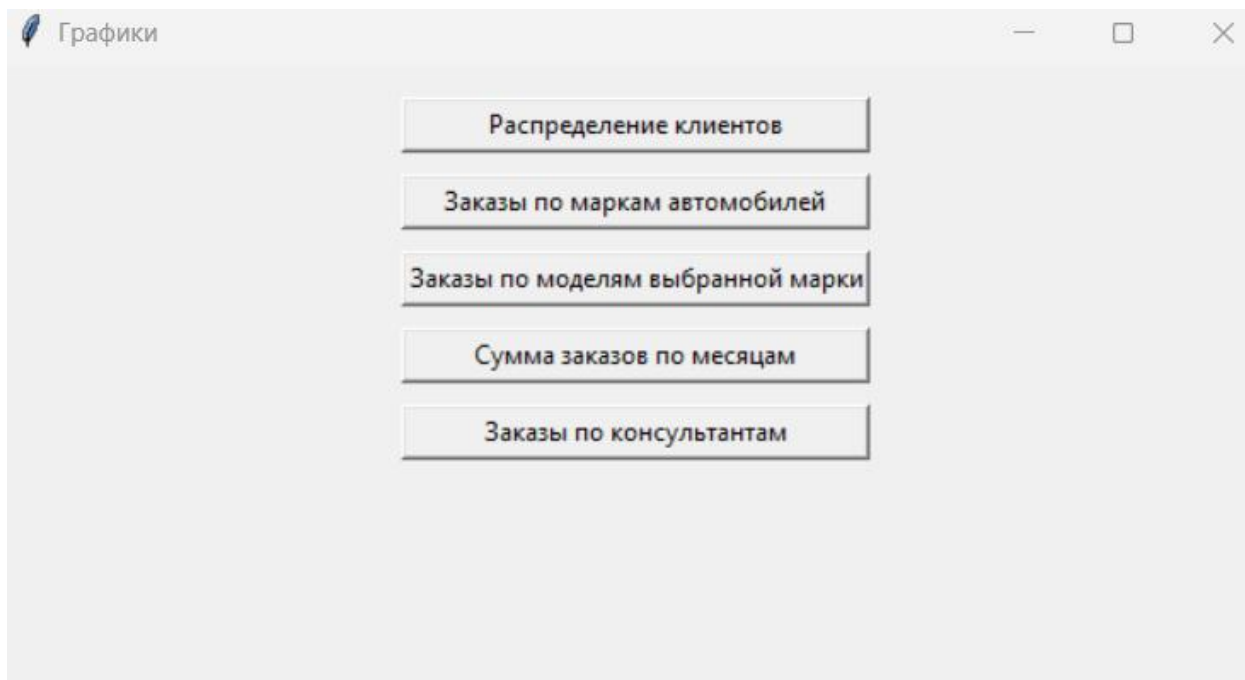 Графики
Распределение клиентов
Заказы по маркам автомобилей
Заказы по моделям выбранной марки
Сумма заказов по месяцам
Заказы по консультантам